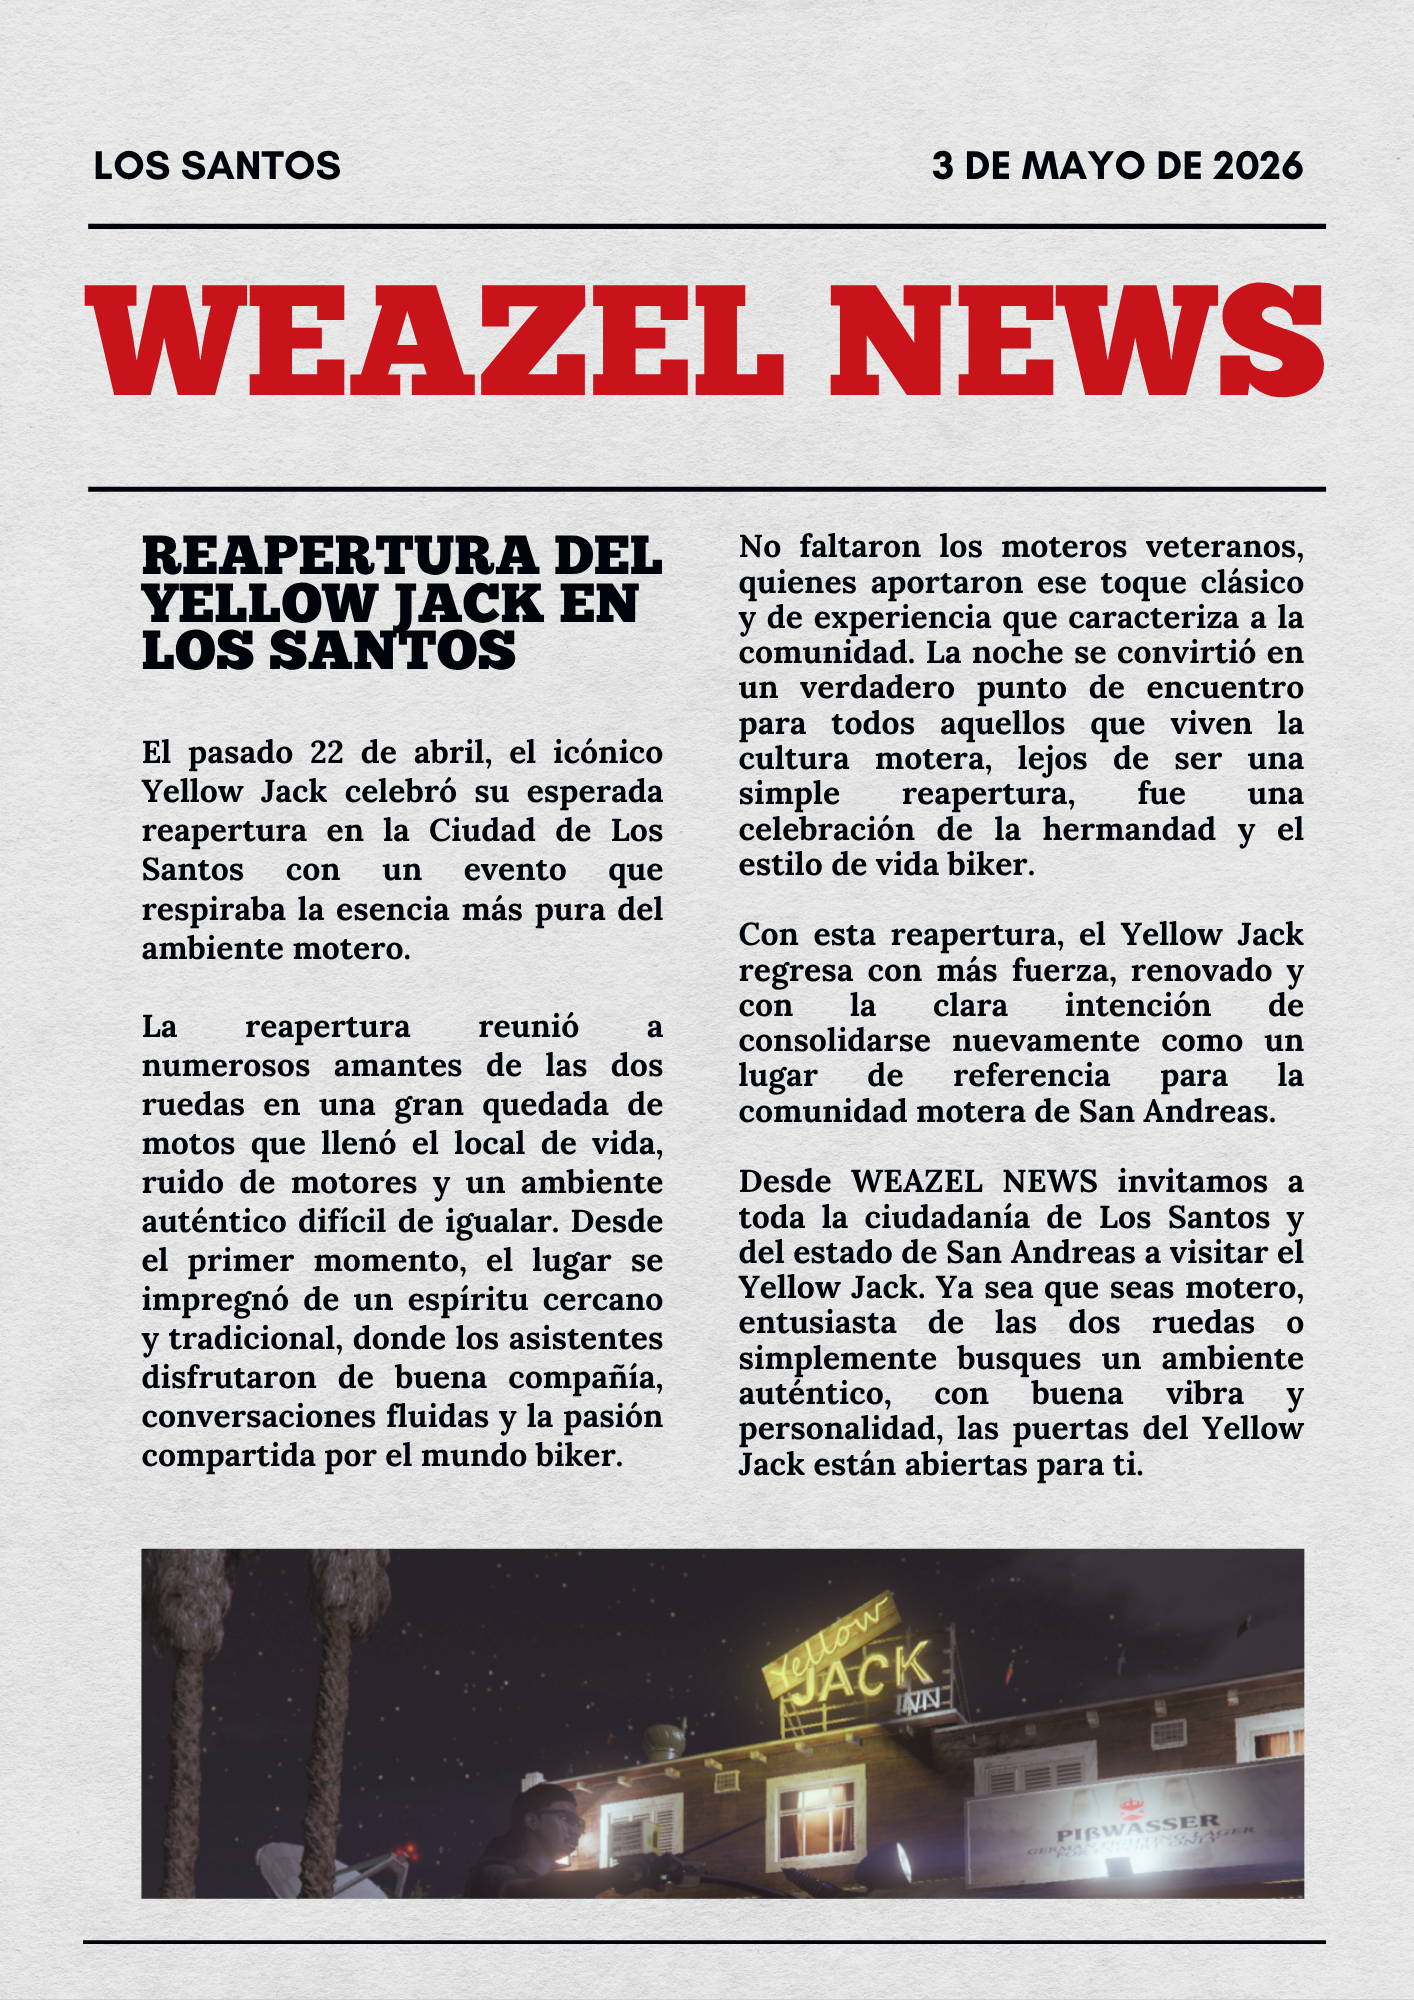 LOS SANTOS
3 DE MAYO DE 2026
WEAZEL NEWS
REAPERTURA DEL
YELLOW JACK EN
LOS SANTOS
El pasado 22 de abril, el icónico
Yellow Jack celebró su esperada
reapertura en la Ciudad de Los
Santos con un evento que
respiraba la esencia más pura del
ambiente motero.
La reapertura reunió a
numerosos amantes de las dos
ruedas en una gran quedada de
motos que llenó el local de vida,
ruido de motores y un ambiente
auténtico difícil de igualar. Desde
el primer momento, el lugar se
impregnó de un espíritu cercano
y tradicional, donde los asistentes
disfrutaron de buena compañía,
conversaciones fluidas y la pasión
compartida por el mundo biker.
No faltaron los moteros veteranos,
quienes aportaron ese toque clásico
y de experiencia que caracteriza a la
comunidad. La noche se convirtió en
un verdadero punto de encuentro
para todos aquellos que viven la
cultura motera, lejos de ser una
simple reapertura, fue una
celebración de la hermandad y el
estilo de vida biker.
Con esta reapertura, el Yellow Jack
regresa con más fuerza, renovado y
con la clara intención de
consolidarse nuevamente como un
lugar de referencia para la
comunidad motera de San Andreas.
Desde WEAZEL NEWS invitamos a
toda la ciudadanía de Los Santos y
del estado de San Andreas a visitar el
Yellow Jack. Ya sea que seas motero,
entusiasta de las dos ruedas o
simplemente busques un ambiente
auténtico, con buena vibra y
personalidad, las puertas del Yellow
Jack están abiertas para ti.
Yellow
JACK
INN
PIßWASSER
GERMAN FIGHTING LAGER
FOR EXPORT ONLY